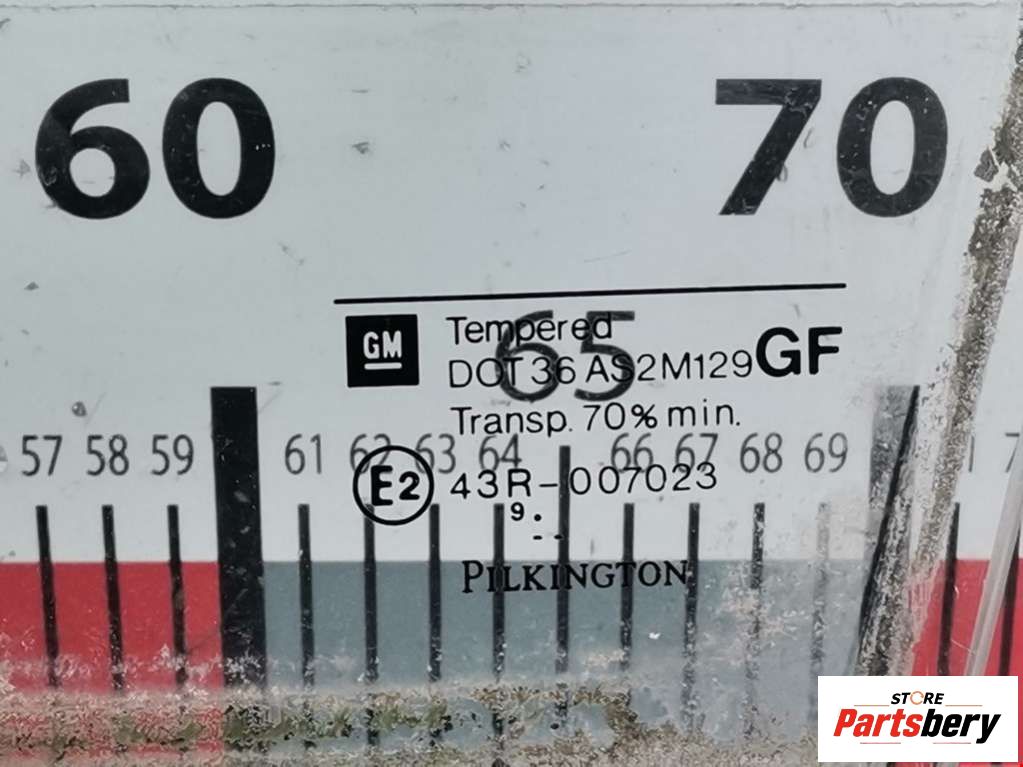 60 70
65
GM Tempered
DOT 36 AS2M129 GF
Transp. 70% min.
57 58 59 61 62 63 64 66 67 68 69
E2 43R-007023
9.
PILKINGTON
STORE
Partsbery